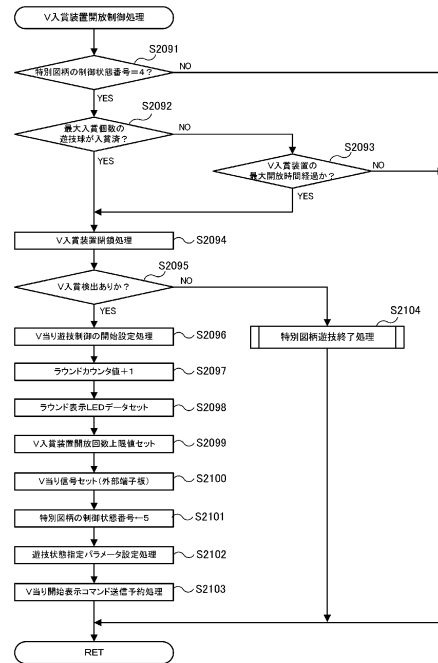 V入賞装置開放制御処理
S2091
特別図柄の制御状態番号＝4？
NO
YES
S2092
最大入賞個数の
遊技球が入賞済？
NO
YES
S2093
V入賞装置の
最大開放時間経過か？
NO
YES
V入賞装置閉鎖処理
S2094
S2095
V入賞検出ありか？
NO
YES
S2104
特別図柄遊技終了処理
V当り遊技制御の開始設定処理
S2096
ラウンドカウンタ値＋1
S2097
ラウンド表示LEDデータセット
S2098
V入賞装置開放回数上限値セット
S2099
V当り信号セット（外部端子板）
S2100
特別図柄の制御状態番号←5
S2101
遊技状態指定パラメータ設定処理
S2102
V当り開始表示コマンド送信予約処理
S2103
RET